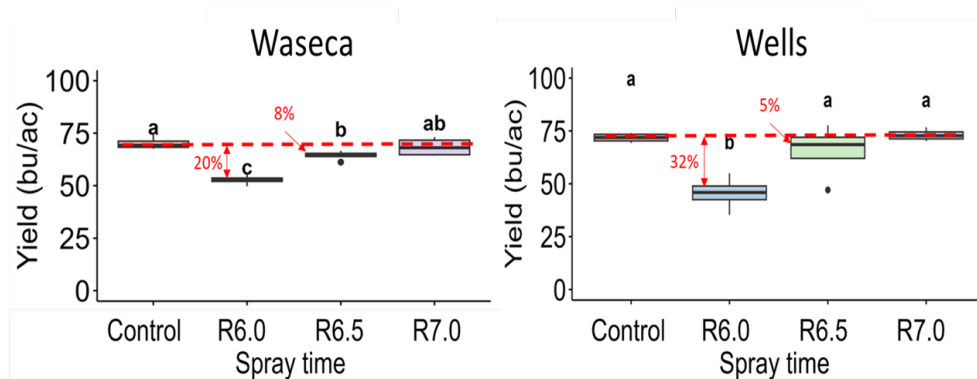 Waseca
Yield (bu/ac)
100
75
50
25
0
a
c
b
ab
20%
8%
Control R6.0 R6.5 R7.0
Spray time
Wells
Yield (bu/ac)
100
75
50
25
0
a
b
a
a
32%
5%
Control R6.0 R6.5 R7.0
Spray time